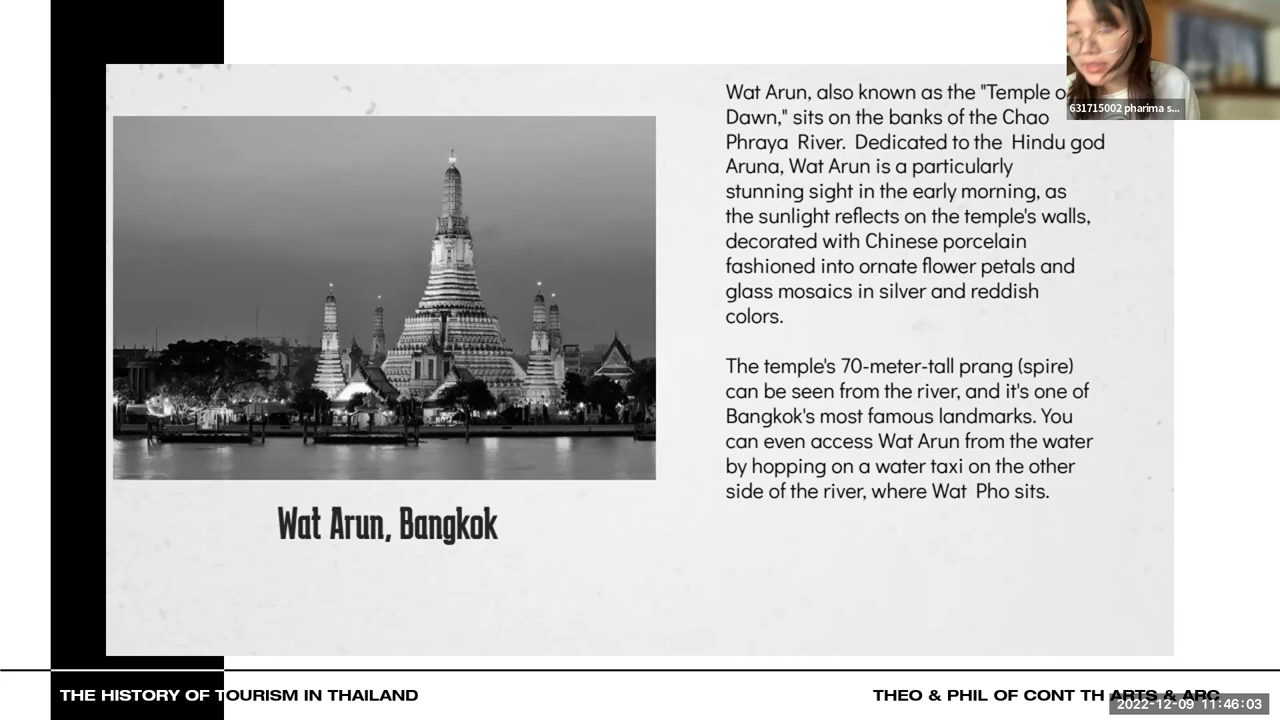 631715002 pharima s...
Wat Arun, also known as the "Temple o
Dawn," sits on the banks of the Chao
Phraya River. Dedicated to the Hindu god
Aruna, Wat Arun is a particularly
stunning sight in the early morning, as
the sunlight reflects on the temple's walls,
decorated with Chinese porcelain
fashioned into ornate flower petals and
glass mosaics in silver and reddish
colors.
The temple's 70-meter-tall prang (spire)
can be seen from the river, and it's one of
Bangkok's most famous landmarks. You
can even access Wat Arun from the water
by hopping on a water taxi on the other
side of the river, where Wat Pho sits.
Wat Arun, Bangkok
THE HISTORY OF TOURISM IN THAILAND
THEO & PHIL OF CONT TH ARTS & ARC
2022-12-09 11:46:03